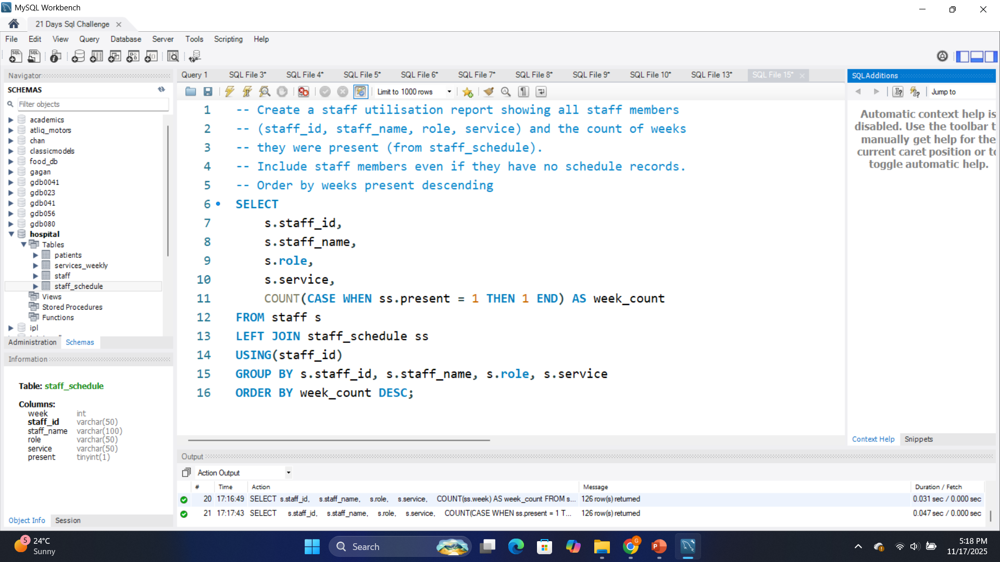 MySQL Workbench
21 Days Sql Challenge
File Edit View Query Database Server Tools Scripting Help
Navigator
SCHEMAS
Filter objects
academics
atliq_motors
chan
classicmodels
food_db
gagan
gdb0041
gdb023
gdb041
gdb056
gdb080
hospital
Tables
patients
services_weekly
staff
staff_schedule
Views
Stored Procedures
Functions
ipl
Administration Schemas
Information
Table: staff_schedule
Columns:
week int
staff_id varchar(50)
staff_name varchar(100)
role varchar(50)
service varchar(50)
present tinyint(1)
Object Info Session
Query 1 SQL File 3* SQL File 4* SQL File 5* SQL File 6* SQL File 7* SQL File 8* SQL File 9* SQL File 10* SQL File 13* SQL File 15*
Limit to 1000 rows
1 -- Create a staff utilisation report showing all staff members
2 -- (staff_id, staff_name, role, service) and the count of weeks
3 -- they were present (from staff_schedule).
4 -- Include staff members even if they have no schedule records.
5 -- Order by weeks present descending
6 SELECT
7 s.staff_id,
8 s.staff_name,
9 s.role,
10 s.service,
11 COUNT(CASE WHEN ss.present = 1 THEN 1 END) AS week_count
12 FROM staff s
13 LEFT JOIN staff_schedule ss
14 USING(staff_id)
15 GROUP BY s.staff_id, s.staff_name, s.role, s.service
16 ORDER BY week_count DESC;
SQLAdditions
Jump to
Automatic context help is
disabled. Use the toolbar t
manually get help for the
current caret position or to
toggle automatic help.
Context Help Snippets
Output
Action Output
# Time Action Message Duration / Fetch
20 17:16:49 SELECT s.staff_id, s.staff_name, s.role, s.service, COUNT(ss.week) AS week_count FROM s... 126 row(s) returned 0.031 sec / 0.000 sec
21 17:17:43 SELECT s.staff_id, s.staff_name, s.role, s.service, COUNT(CASE WHEN ss.present = 1 T... 126 row(s) returned 0.047 sec / 0.000 sec
5
24°C
Sunny
Search
G
P
5:18 PM
11/17/2025